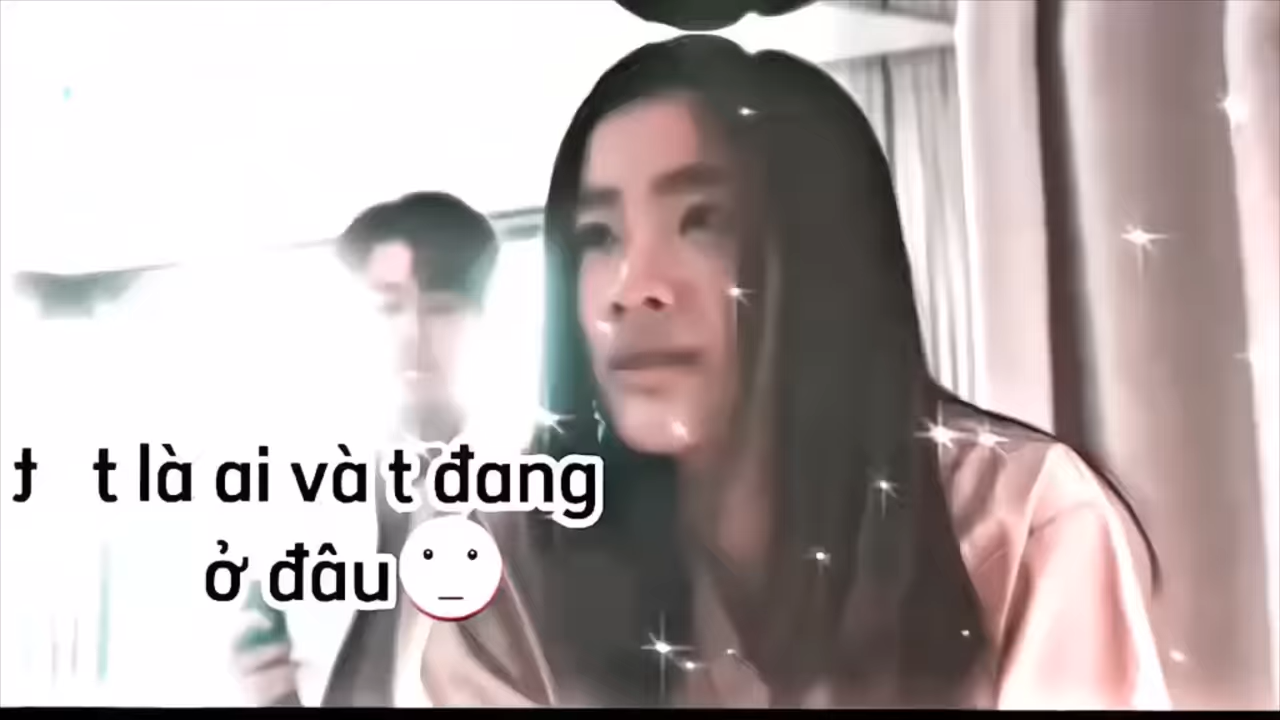 t là ai và t đang
ở đâu